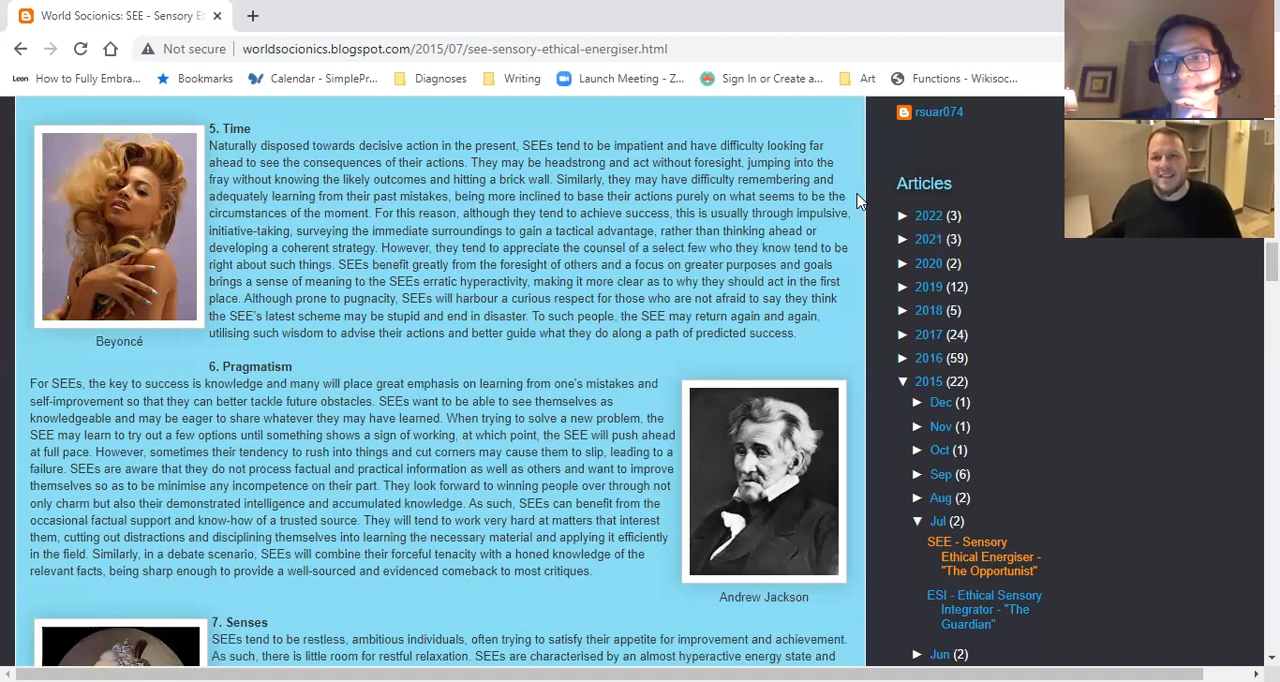 World Socionics: SEE - Sensory E
Not secure
worldsocionics.blogspot.com/2015/07/see-sensory-ethical-energiser.html
Leon How to Fully Embra...
Bookmarks
Calendar - SimplePr...
Diagnoses
Writing
Launch Meeting - Z...
Sign In or Create a...
Art
Functions - Wikisoc...
5. Time
Naturally disposed towards decisive action in the present, SEEs tend to be impatient and have difficulty looking far
ahead to see the consequences of their actions. They may be headstrong and act without foresight, jumping into the
fray without knowing the likely outcomes and hitting a brick wall. Similarly, they may have difficulty remembering and
adequately learning from their past mistakes, being more inclined to base their actions purely on what seems to be the
circumstances of the moment. For this reason, although they tend to achieve success, this is usually through impulsive,
initiative-taking, surveying the immediate surroundings to gain a tactical advantage, rather than thinking ahead or
developing a coherent strategy. However, they tend to appreciate the counsel of a select few who they know tend to be
right about such things. SEEs benefit greatly from the foresight of others and a focus on greater purposes and goals
brings a sense of meaning to the SEEs erratic hyperactivity, making it more clear as to why they should act in the first
place. Although prone to pugnacity, SEEs will harbour a curious respect for those who are not afraid to say they think
the SEE's latest scheme may be stupid and end in disaster. To such people, the SEE may return again and again,
utilising such wisdom to advise their actions and better guide what they do along a path of predicted success.
Beyoncé
6. Pragmatism
For SEEs, the key to success is knowledge and many will place great emphasis on learning from one's mistakes and
self-improvement so that they can better tackle future obstacles. SEEs want to be able to see themselves as
knowledgeable and may be eager to share whatever they may have learned. When trying to solve a new problem, the
SEE may learn to try out a few options until something shows a sign of working, at which point, the SEE will push ahead
at full pace. However, sometimes their tendency to rush into things and cut corners may cause them to slip, leading to a
failure. SEEs are aware that they do not process factual and practical information as well as others and want to improve
themselves so as to be minimise any incompetence on their part. They look forward to winning people over through not
only charm but also their demonstrated intelligence and accumulated knowledge. As such, SEEs can benefit from the
occasional factual support and know-how of a trusted source. They will tend to work very hard at matters that interest
them, cutting out distractions and disciplining themselves into learning the necessary material and applying it efficiently
in the field. Similarly, in a debate scenario, SEEs will combine their forceful tenacity with a honed knowledge of the
relevant facts, being sharp enough to provide a well-sourced and evidenced comeback to most critiques.
Andrew Jackson
7. Senses
SEEs tend to be restless, ambitious individuals, often trying to satisfy their appetite for improvement and achievement.
As such, there is little room for restful relaxation. SEEs are characterised by an almost hyperactive energy state and
rsuar074
Articles
► 2022 (3)
► 2021 (3)
► 2020 (2)
► 2019 (12)
► 2018 (5)
► 2017 (24)
► 2016 (59)
▼ 2015 (22)
► Dec (1)
► Nov (1)
► Oct (1)
► Sep (6)
► Aug (2)
▼ Jul (2)
SEE - Sensory
Ethical Energiser -
"The Opportunist"
ESI - Ethical Sensory
Integrator - "The
Guardian"
► Jun (2)